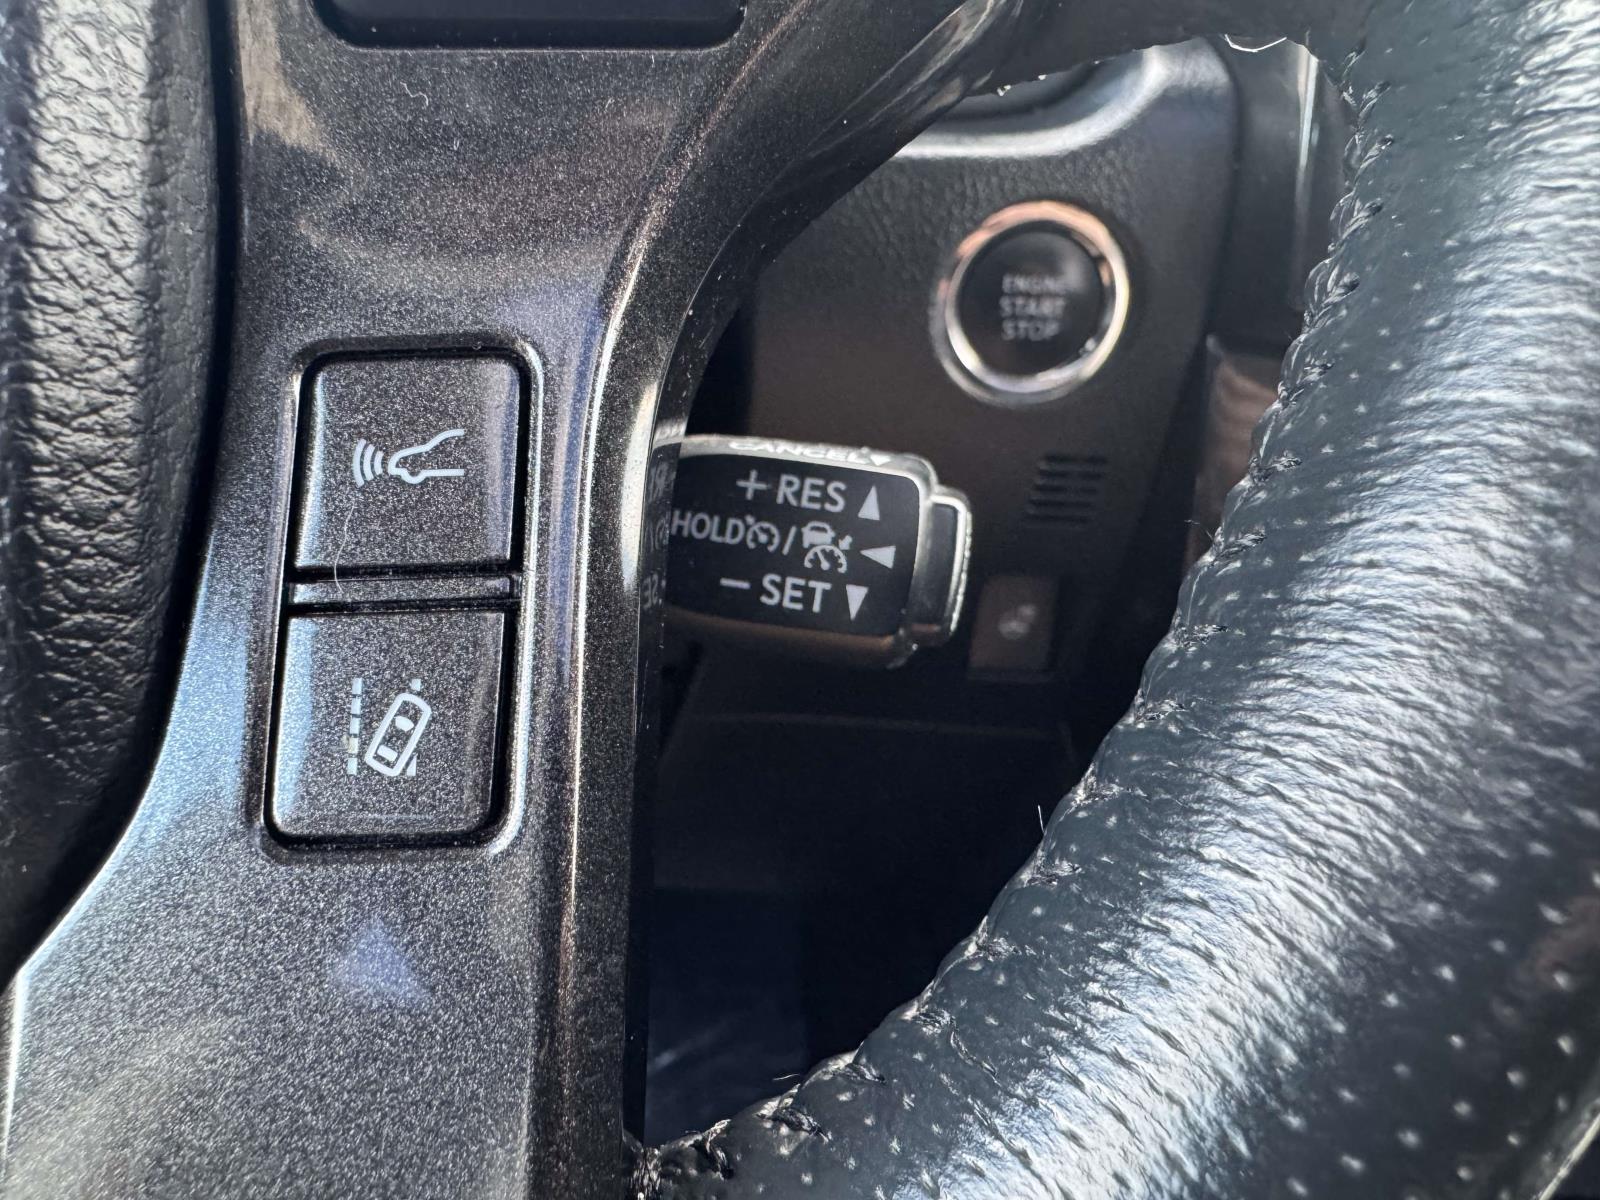 ENGINE
START
STOP
CANCEL
+ RES
HOLD /
− SET